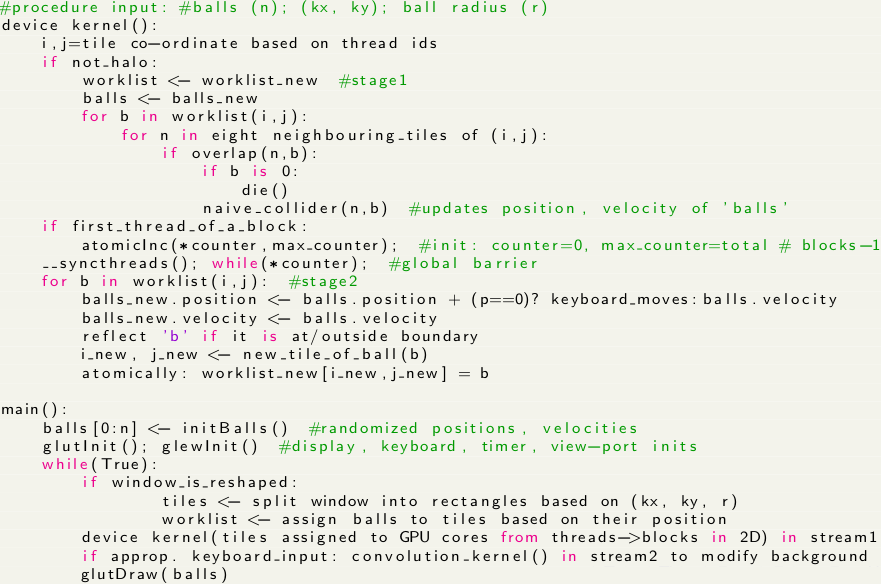 #procedure input: #balls (n); (kx, ky); ball radius (r)
device kernel():
    i,j=tile co-ordinate based on thread ids
    if not_halo:
        worklist <- worklist_new  #stage1
        balls <- balls_new
        for b in worklist(i,j):
            for n in eight neighbouring_tiles of (i,j):
                if overlap(n,b):
                    if b is 0:
                        die()
                    naive_collider(n,b)  #updates position, velocity of 'balls'
    if first_thread_of_a_block:
        atomicInc(*counter,max_counter);  #init: counter=0, max_counter=total # blocks-1
    __syncthreads(); while(*counter);  #global barrier
    for b in worklist(i,j):  #stage2
        balls_new.position <- balls.position + (p==0)? keyboard_moves:balls.velocity
        balls_new.velocity <- balls.velocity
        reflect 'b' if it is at/outside boundary
        i_new, j_new <- new_tile_of_ball(b)
        atomically: worklist_new[i_new,j_new] = b

main():
    balls[0:n] <- initBalls()  #randomized positions, velocities
    glutInit(); glewInit()  #display, keyboard, timer, view-port inits
    while(True):
        if window_is_reshaped:
                tiles <- split window into rectangles based on (kx, ky, r)
                worklist <- assign balls to tiles based on their position
        device kernel(tiles assigned to GPU cores from threads->blocks in 2D) in stream1
        if approp. keyboard_input: convolution_kernel() in stream2 to modify background
        glutDraw(balls)